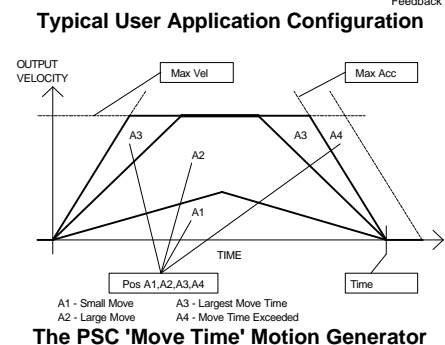 Feedback
Typical User Application Configuration
OUTPUT
VELOCITY
Max Vel
Max Acc
A3
A3
A4
A2
A1
TIME
Pos A1,A2,A3,A4
Time
A1 - Small Move
A3 - Largest Move Time
A2 - Large Move
A4 - Move Time Exceeded
The PSC 'Move Time' Motion Generator